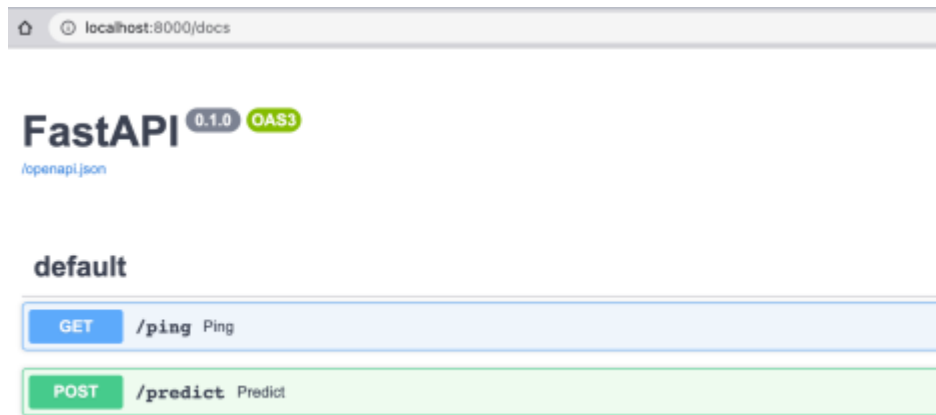 localhost:8000/docs
FastAPI 0.1.0 OAS3
/openapi.json
default
GET /ping Ping
POST /predict Predict